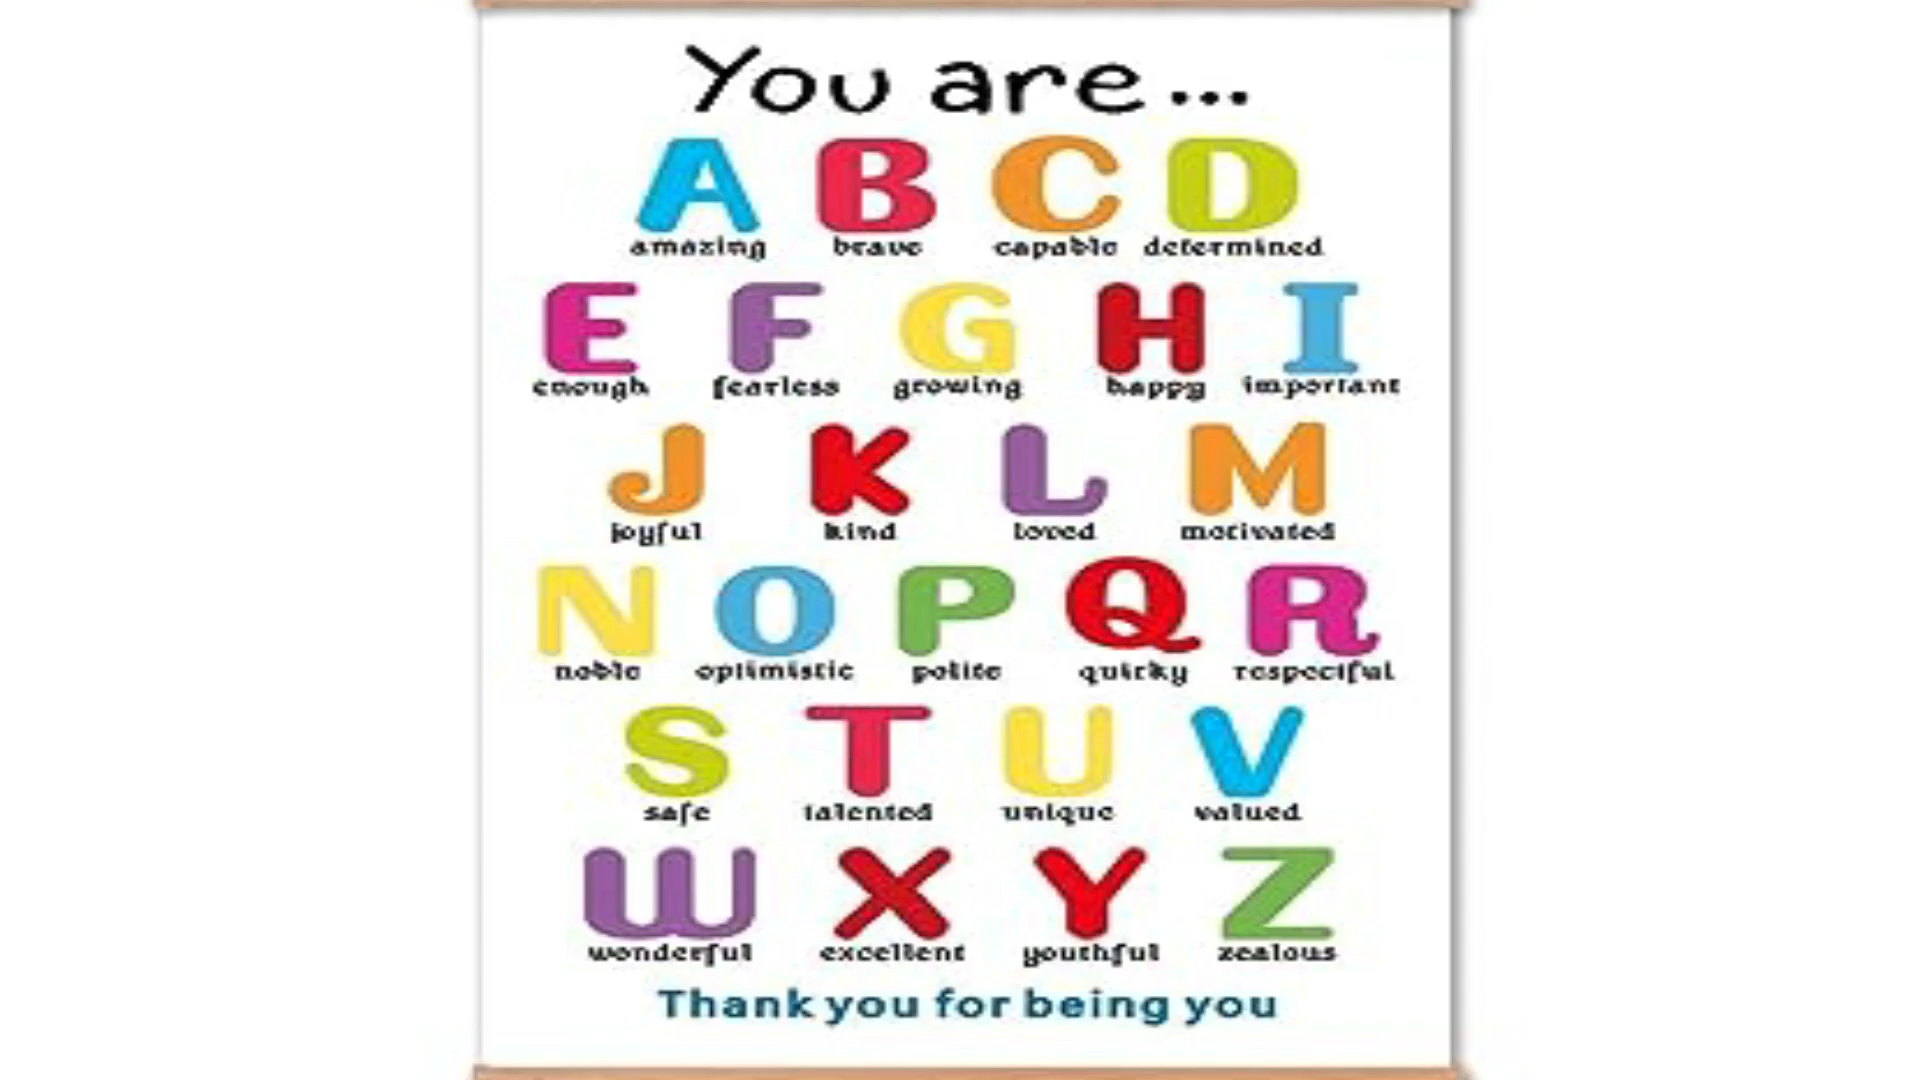 You are...
A B C D
amazing brave capable determined
E F G H I
enough fearless growing happy important
J K L M
joyful kind loved motivated
N O P Q R
noble optimistic polite quirky respectful
S T U V
safe talented unique valued
W X Y Z
wonderful excellent youthful zealous
Thank you for being you